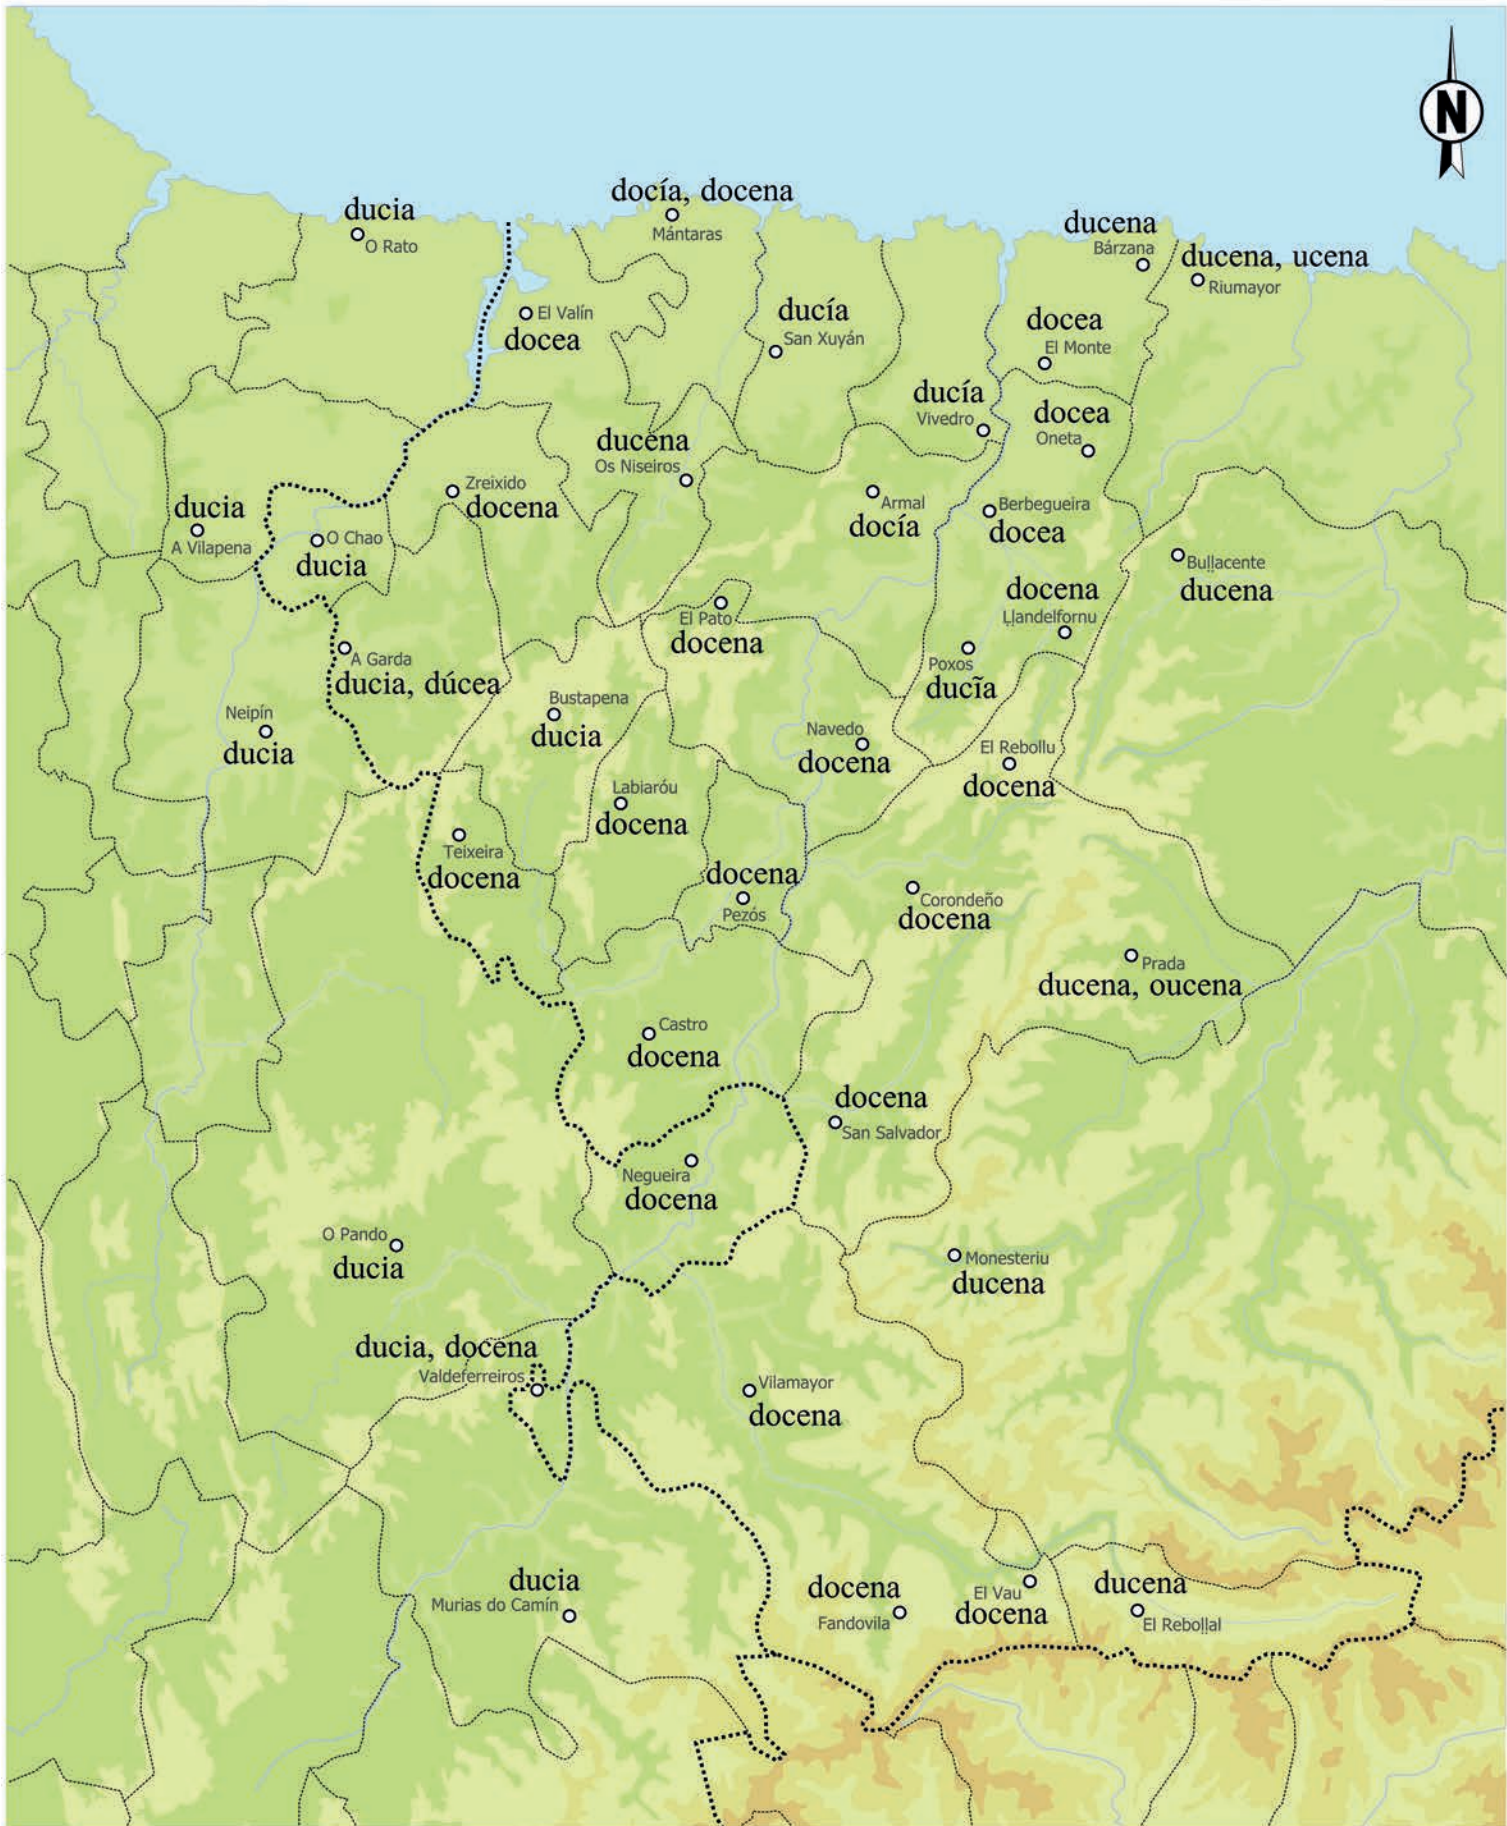 N
docía, docena
Mántaras
ducia
O Rato
ducena
Bárzana
ducena, ucena
Riumayor
El Valín
docea
ducía
San Xuyán
docea
El Monte
ducía
Vivedro
docea
Oneta
ducena
Os Niseiros
Zreixido
docena
Armal
docía
Berbegueira
docea
ducia
A Vilapena
O Chao
ducia
Buḷḷacente
ducena
docena
Ḷḷandelfornu
El Pato
docena
A Garda
ducia, dúcea
Poxos
ducĩa
Bustapena
ducia
Neipín
ducia
Navedo
docena
El Rebollu
docena
Labiaróu
docena
Teixeira
docena
docena
Pezós
Corondeño
docena
Prada
ducena, oucena
Castro
docena
docena
San Salvador
Negueira
docena
O Pando
ducia
Monesteriu
ducena
ducia, docena
Valdeferreiros
Vilamayor
docena
ducia
Murias do Camín
docena
Fandovila
El Vau
docena
ducena
El Reboḷḷal